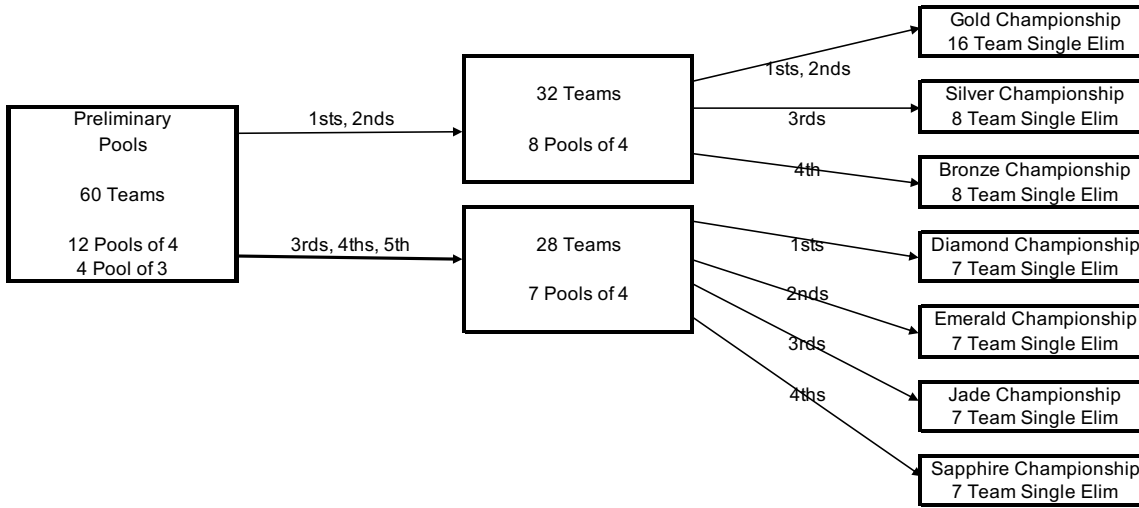 Preliminary
Pools
60 Teams
12 Pools of 4
4 Pool of 3
1sts, 2nds
3rds, 4ths, 5th
32 Teams
8 Pools of 4
28 Teams
7 Pools of 4
1sts, 2nds
3rds
4th
1sts
2nds
3rds
4ths
Gold Championship
16 Team Single Elim
Silver Championship
8 Team Single Elim
Bronze Championship
8 Team Single Elim
Diamond Championship
7 Team Single Elim
Emerald Championship
7 Team Single Elim
Jade Championship
7 Team Single Elim
Sapphire Championship
7 Team Single Elim